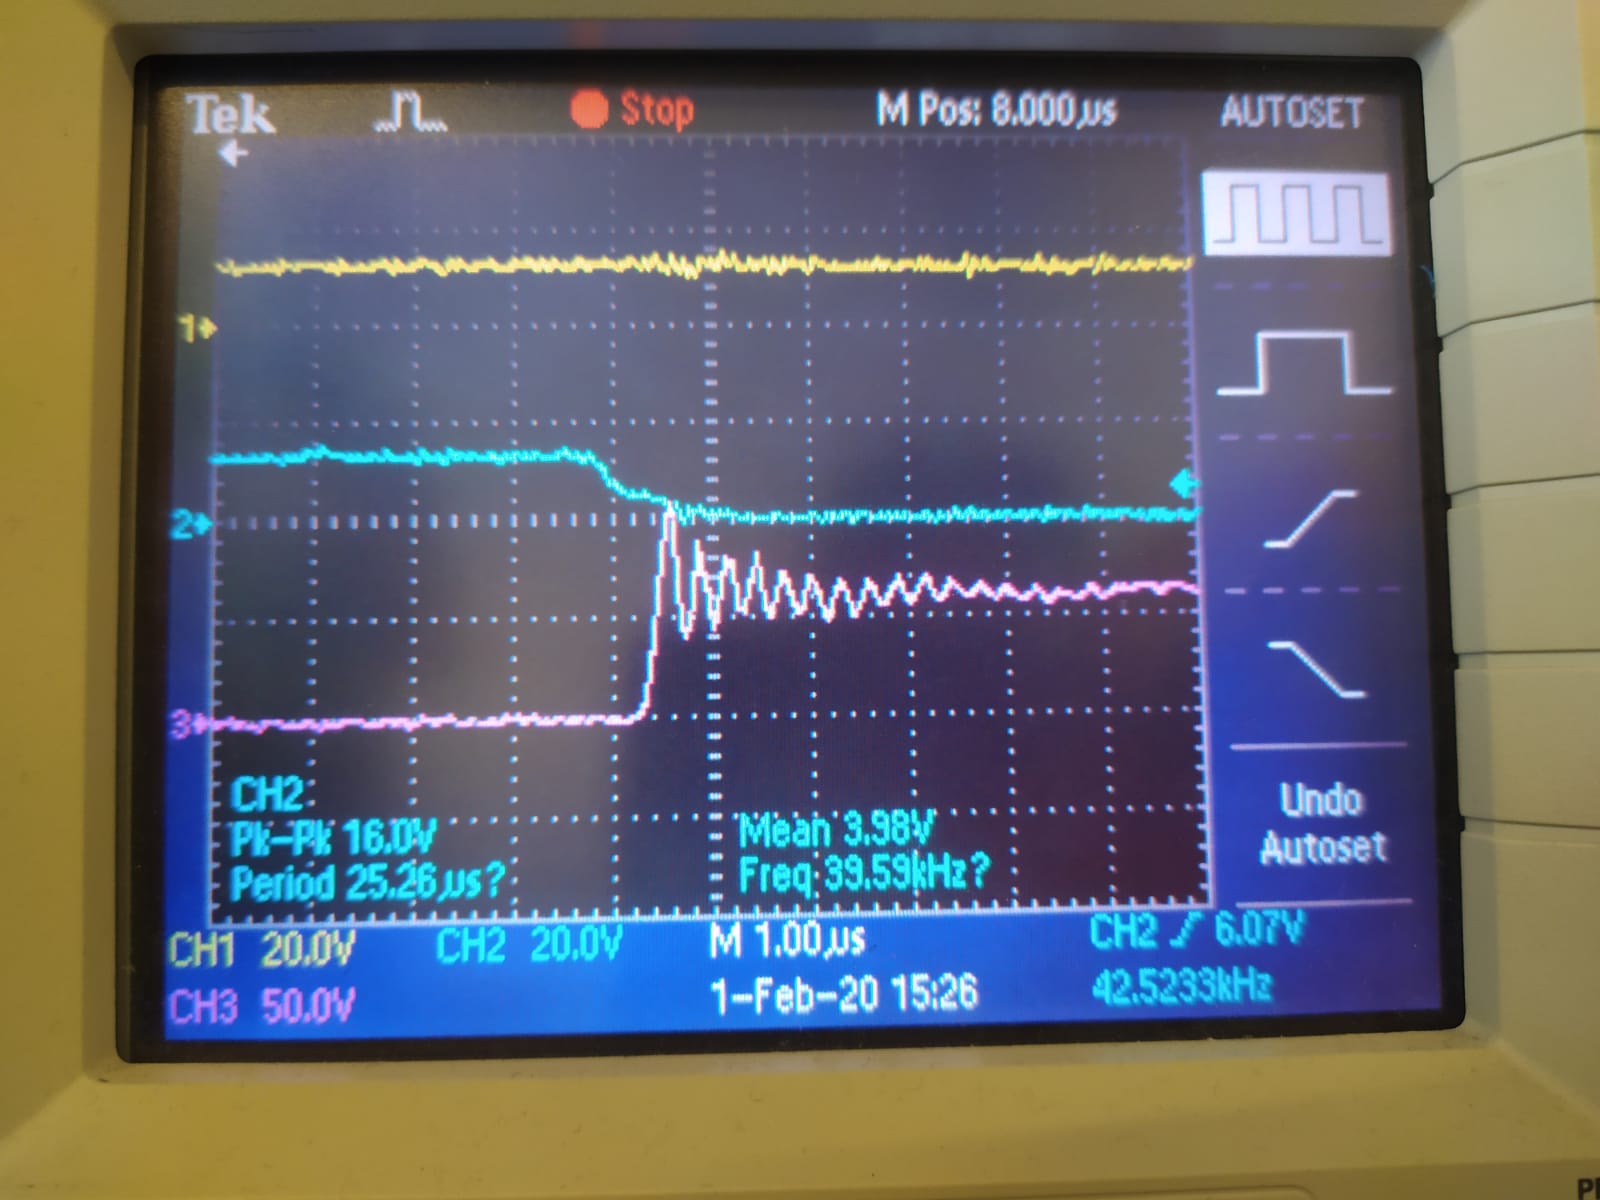 Tek Stop M Pos: 8.000µs AUTOSET
1
2
3
CH2
Pk-Pk 16.0V Mean 3.98V
Period 25.26µs? Freq 39.59kHz?
Undo
Autoset
CH1 20.0V CH2 20.0V M 1.00µs CH2 6.07V
CH3 50.0V 1-Feb-20 15:26 42.5233kHz